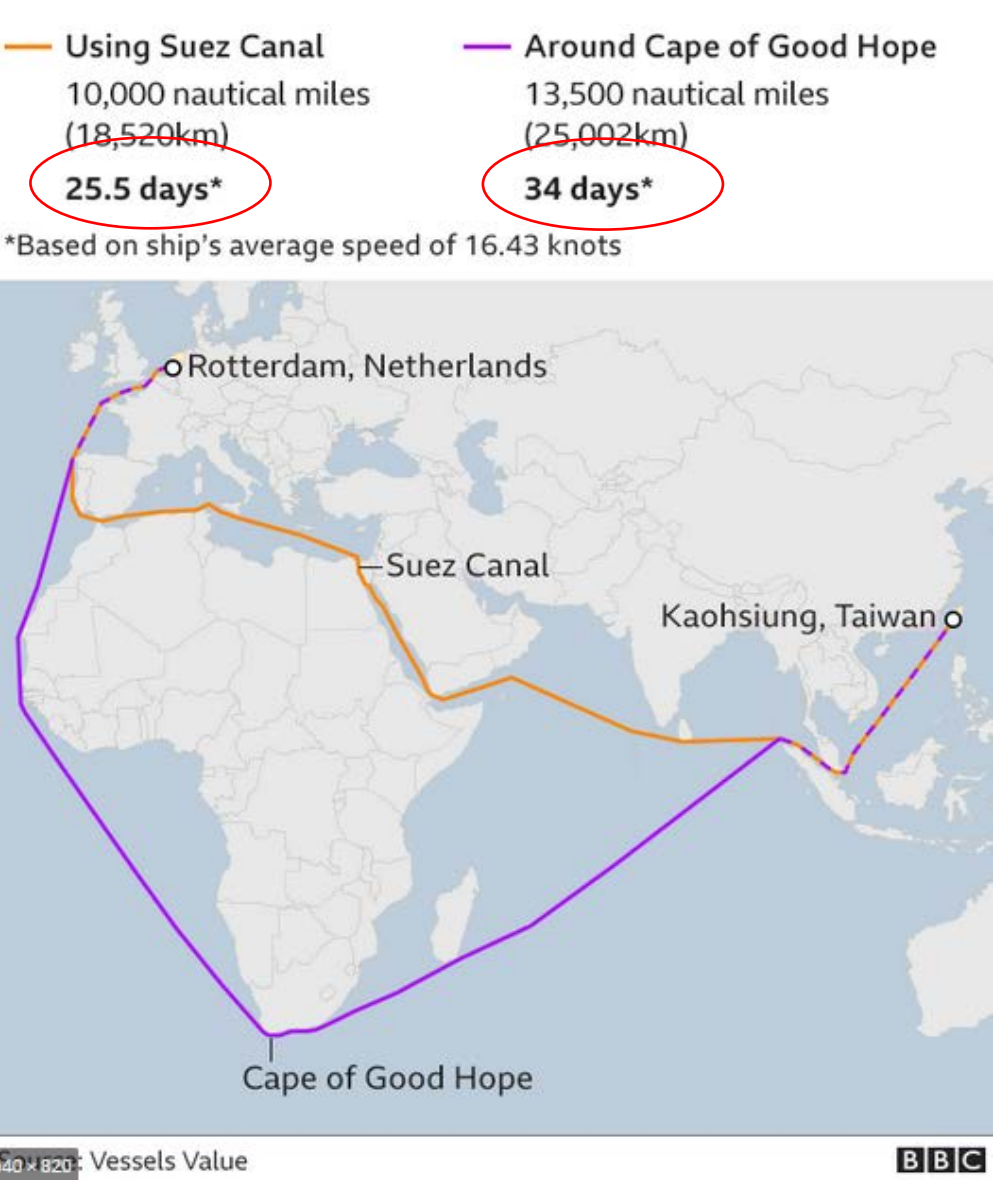 Using Suez Canal
10,000 nautical miles
(18,520km)
25.5 days*
Around Cape of Good Hope
13,500 nautical miles
(25,002km)
34 days*
*Based on ship's average speed of 16.43 knots
Rotterdam, Netherlands
Suez Canal
Kaohsiung, Taiwan
Cape of Good Hope
: Vessels Value
40 × 820
BBC